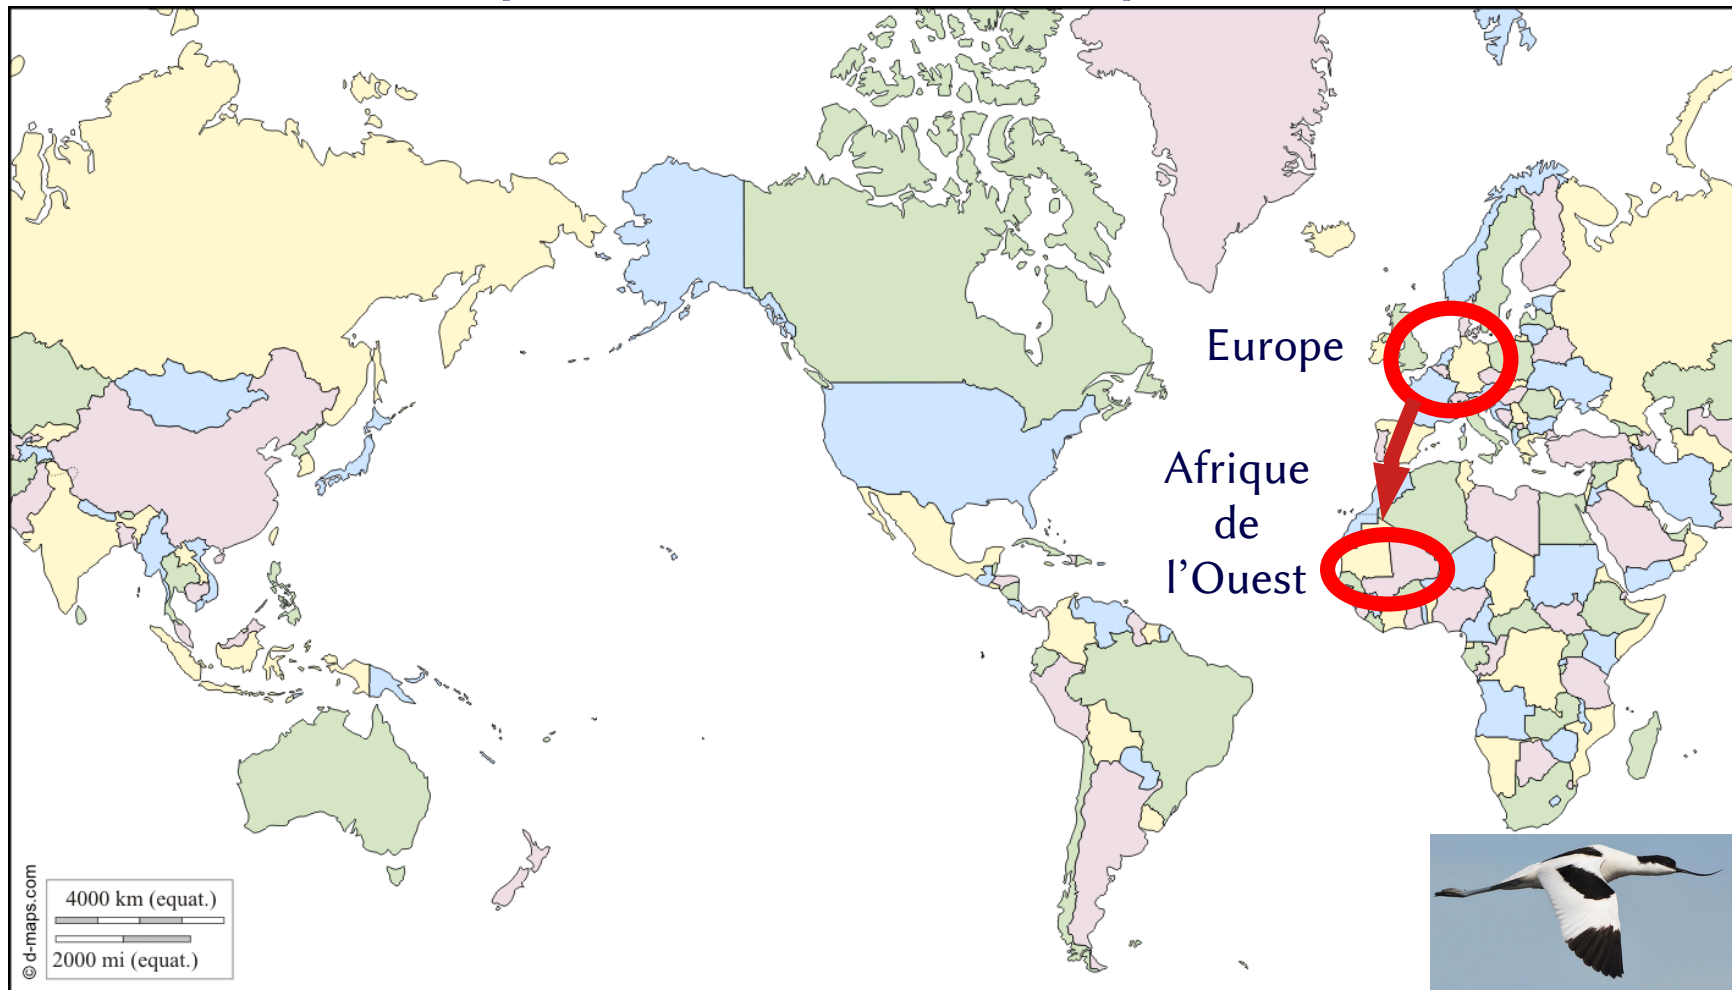 Europe
Afrique
de
l’Ouest
4000 km (equat.)
2000 mi (equat.)
© d-maps.com